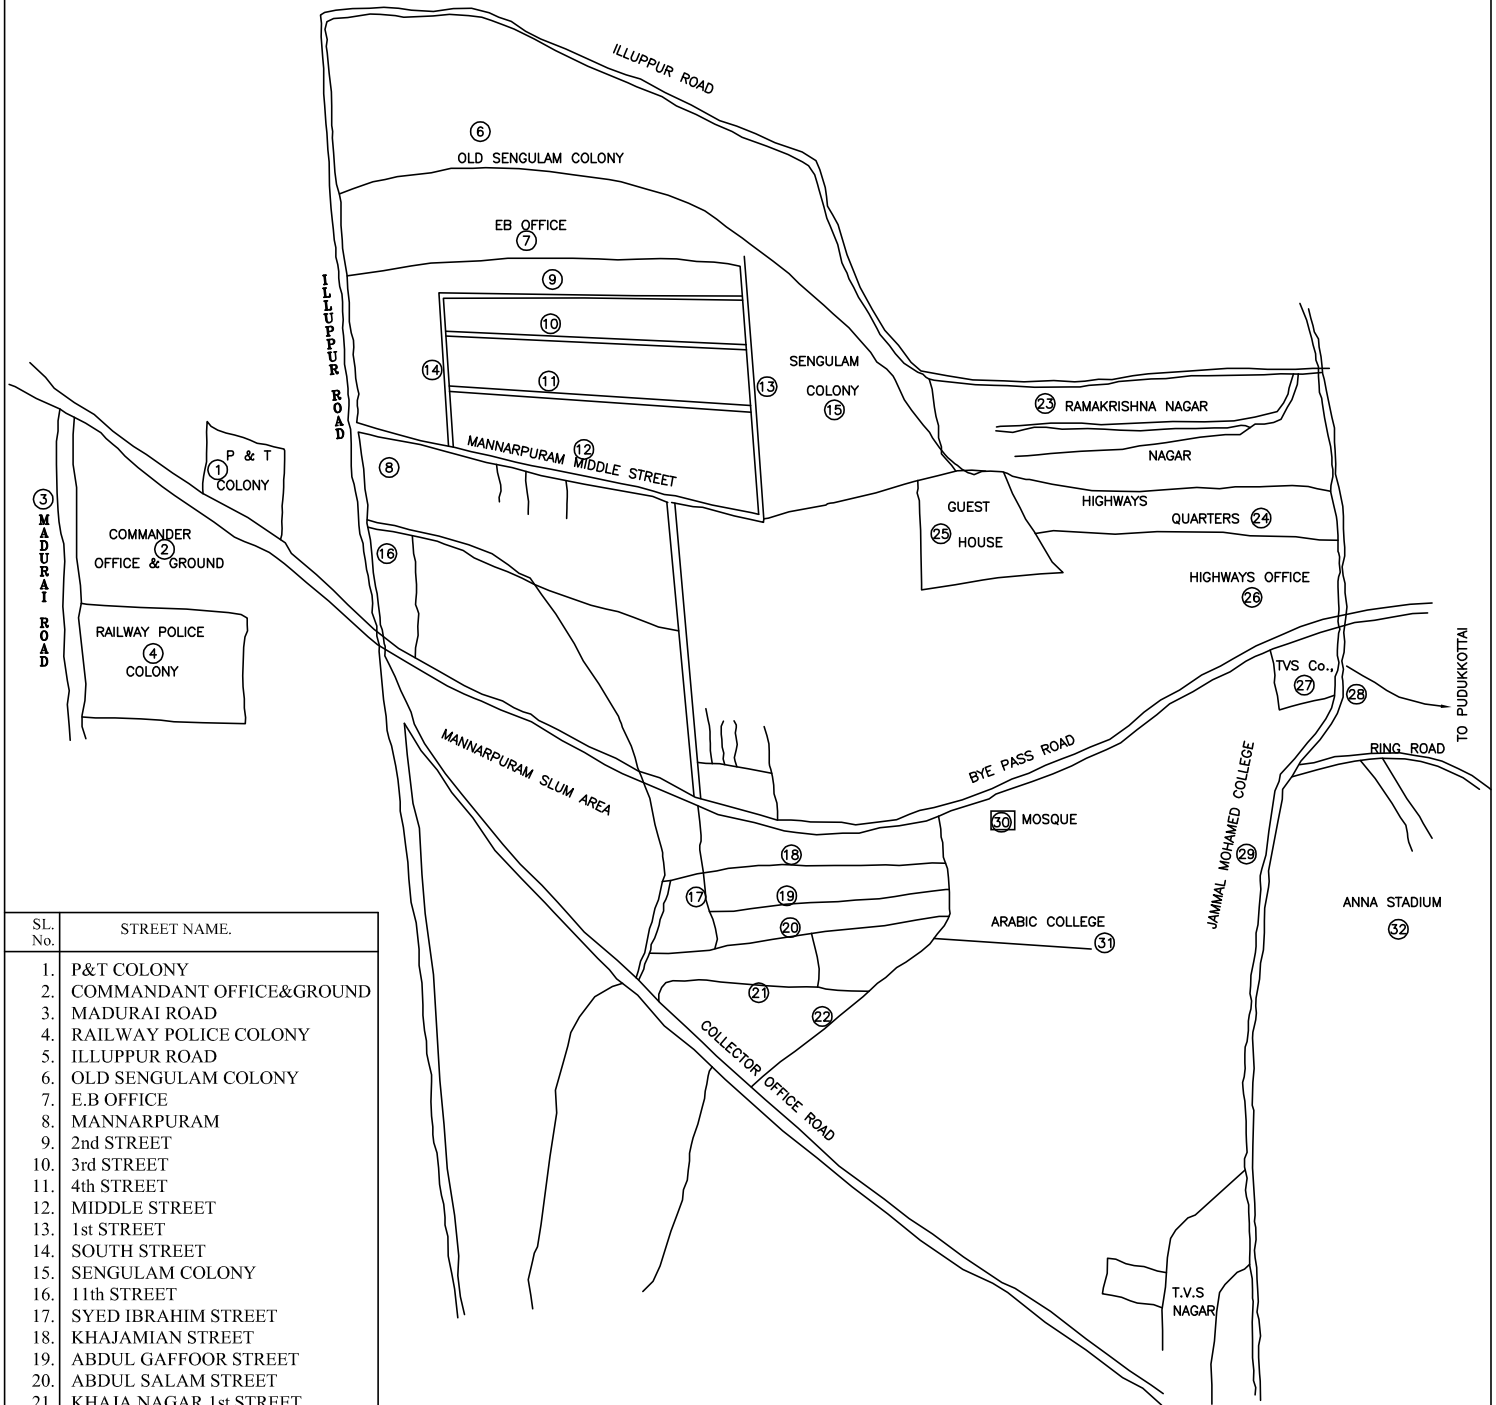 ILLUPPUR ROAD
6
OLD SENGULAM COLONY
EB OFFICE
7
9
ILLUPPUR ROAD
10
14
11
13
SENGULAM
COLONY
15
23 RAMAKRISHNA NAGAR
NAGAR
12
MANNARPURAM MIDDLE STREET
8
P & T
1
COLONY
3
MADURAI ROAD
COMMANDER
2
OFFICE & GROUND
16
GUEST
25
HOUSE
HIGHWAYS
QUARTERS 24
HIGHWAYS OFFICE
26
RAILWAY POLICE
4
COLONY
TVS Co.,
27
28
TO PUDUKKOTTAI
RING ROAD
MANNARPURAM SLUM AREA
BYE PASS ROAD
JAMMAL MOHAMED COLLEGE
29
30 MOSQUE
18
17
19
20
ARABIC COLLEGE
31
ANNA STADIUM
32
21
22
COLLECTOR OFFICE ROAD
T.V.S
NAGAR
SL. No. STREET NAME.
1. P&T COLONY
2. COMMANDANT OFFICE&GROUND
3. MADURAI ROAD
4. RAILWAY POLICE COLONY
5. ILLUPPUR ROAD
6. OLD SENGULAM COLONY
7. E.B OFFICE
8. MANNARPURAM
9. 2nd STREET
10. 3rd STREET
11. 4th STREET
12. MIDDLE STREET
13. 1st STREET
14. SOUTH STREET
15. SENGULAM COLONY
16. 11th STREET
17. SYED IBRAHIM STREET
18. KHAJAMIAN STREET
19. ABDUL GAFFOOR STREET
20. ABDUL SALAM STREET
21. KHAJA NAGAR 1st STREET